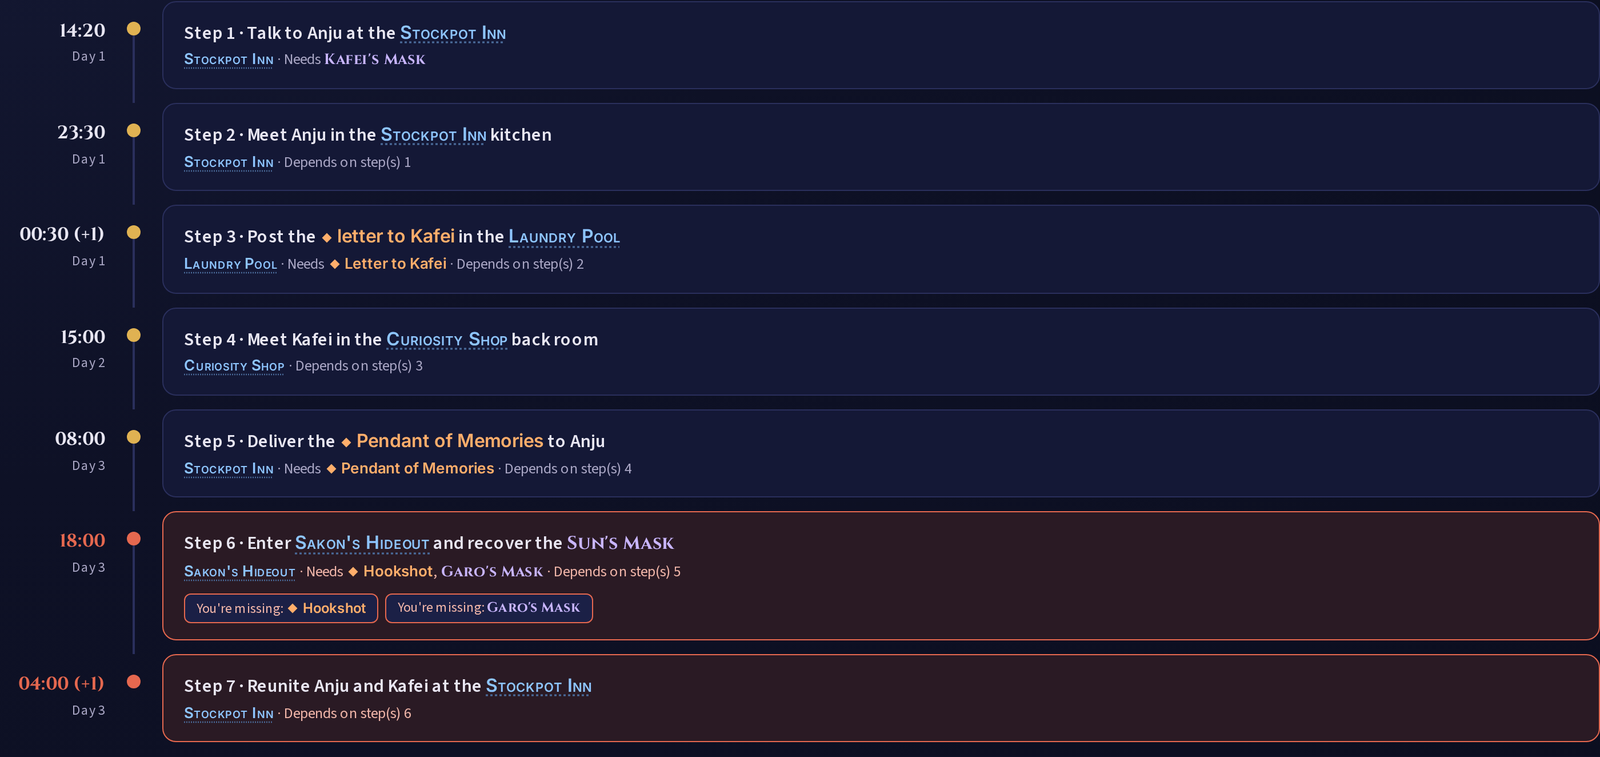 14:20
Day 1
Step 1 · Talk to Anju at the Stockpot Inn
Stockpot Inn · Needs Kafei's Mask
23:30
Day 1
Step 2 · Meet Anju in the Stockpot Inn kitchen
Stockpot Inn · Depends on step(s) 1
00:30 (+1)
Day 1
Step 3 · Post the ◆ letter to Kafei in the Laundry Pool
Laundry Pool · Needs ◆ Letter to Kafei · Depends on step(s) 2
15:00
Day 2
Step 4 · Meet Kafei in the Curiosity Shop back room
Curiosity Shop · Depends on step(s) 3
08:00
Day 3
Step 5 · Deliver the ◆ Pendant of Memories to Anju
Stockpot Inn · Needs ◆ Pendant of Memories · Depends on step(s) 4
18:00
Day 3
Step 6 · Enter Sakon's Hideout and recover the Sun's Mask
Sakon's Hideout · Needs ◆ Hookshot, Garo's Mask · Depends on step(s) 5
You're missing: ◆ Hookshot
You're missing: Garo's Mask
04:00 (+1)
Day 3
Step 7 · Reunite Anju and Kafei at the Stockpot Inn
Stockpot Inn · Depends on step(s) 6